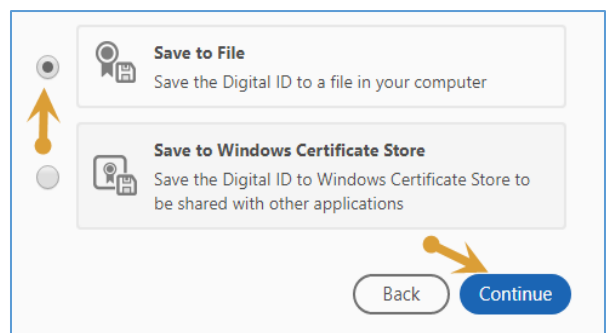 Save to File
Save the Digital ID to a file in your computer
Save to Windows Certificate Store
Save the Digital ID to Windows Certificate Store to
be shared with other applications
Back
Continue